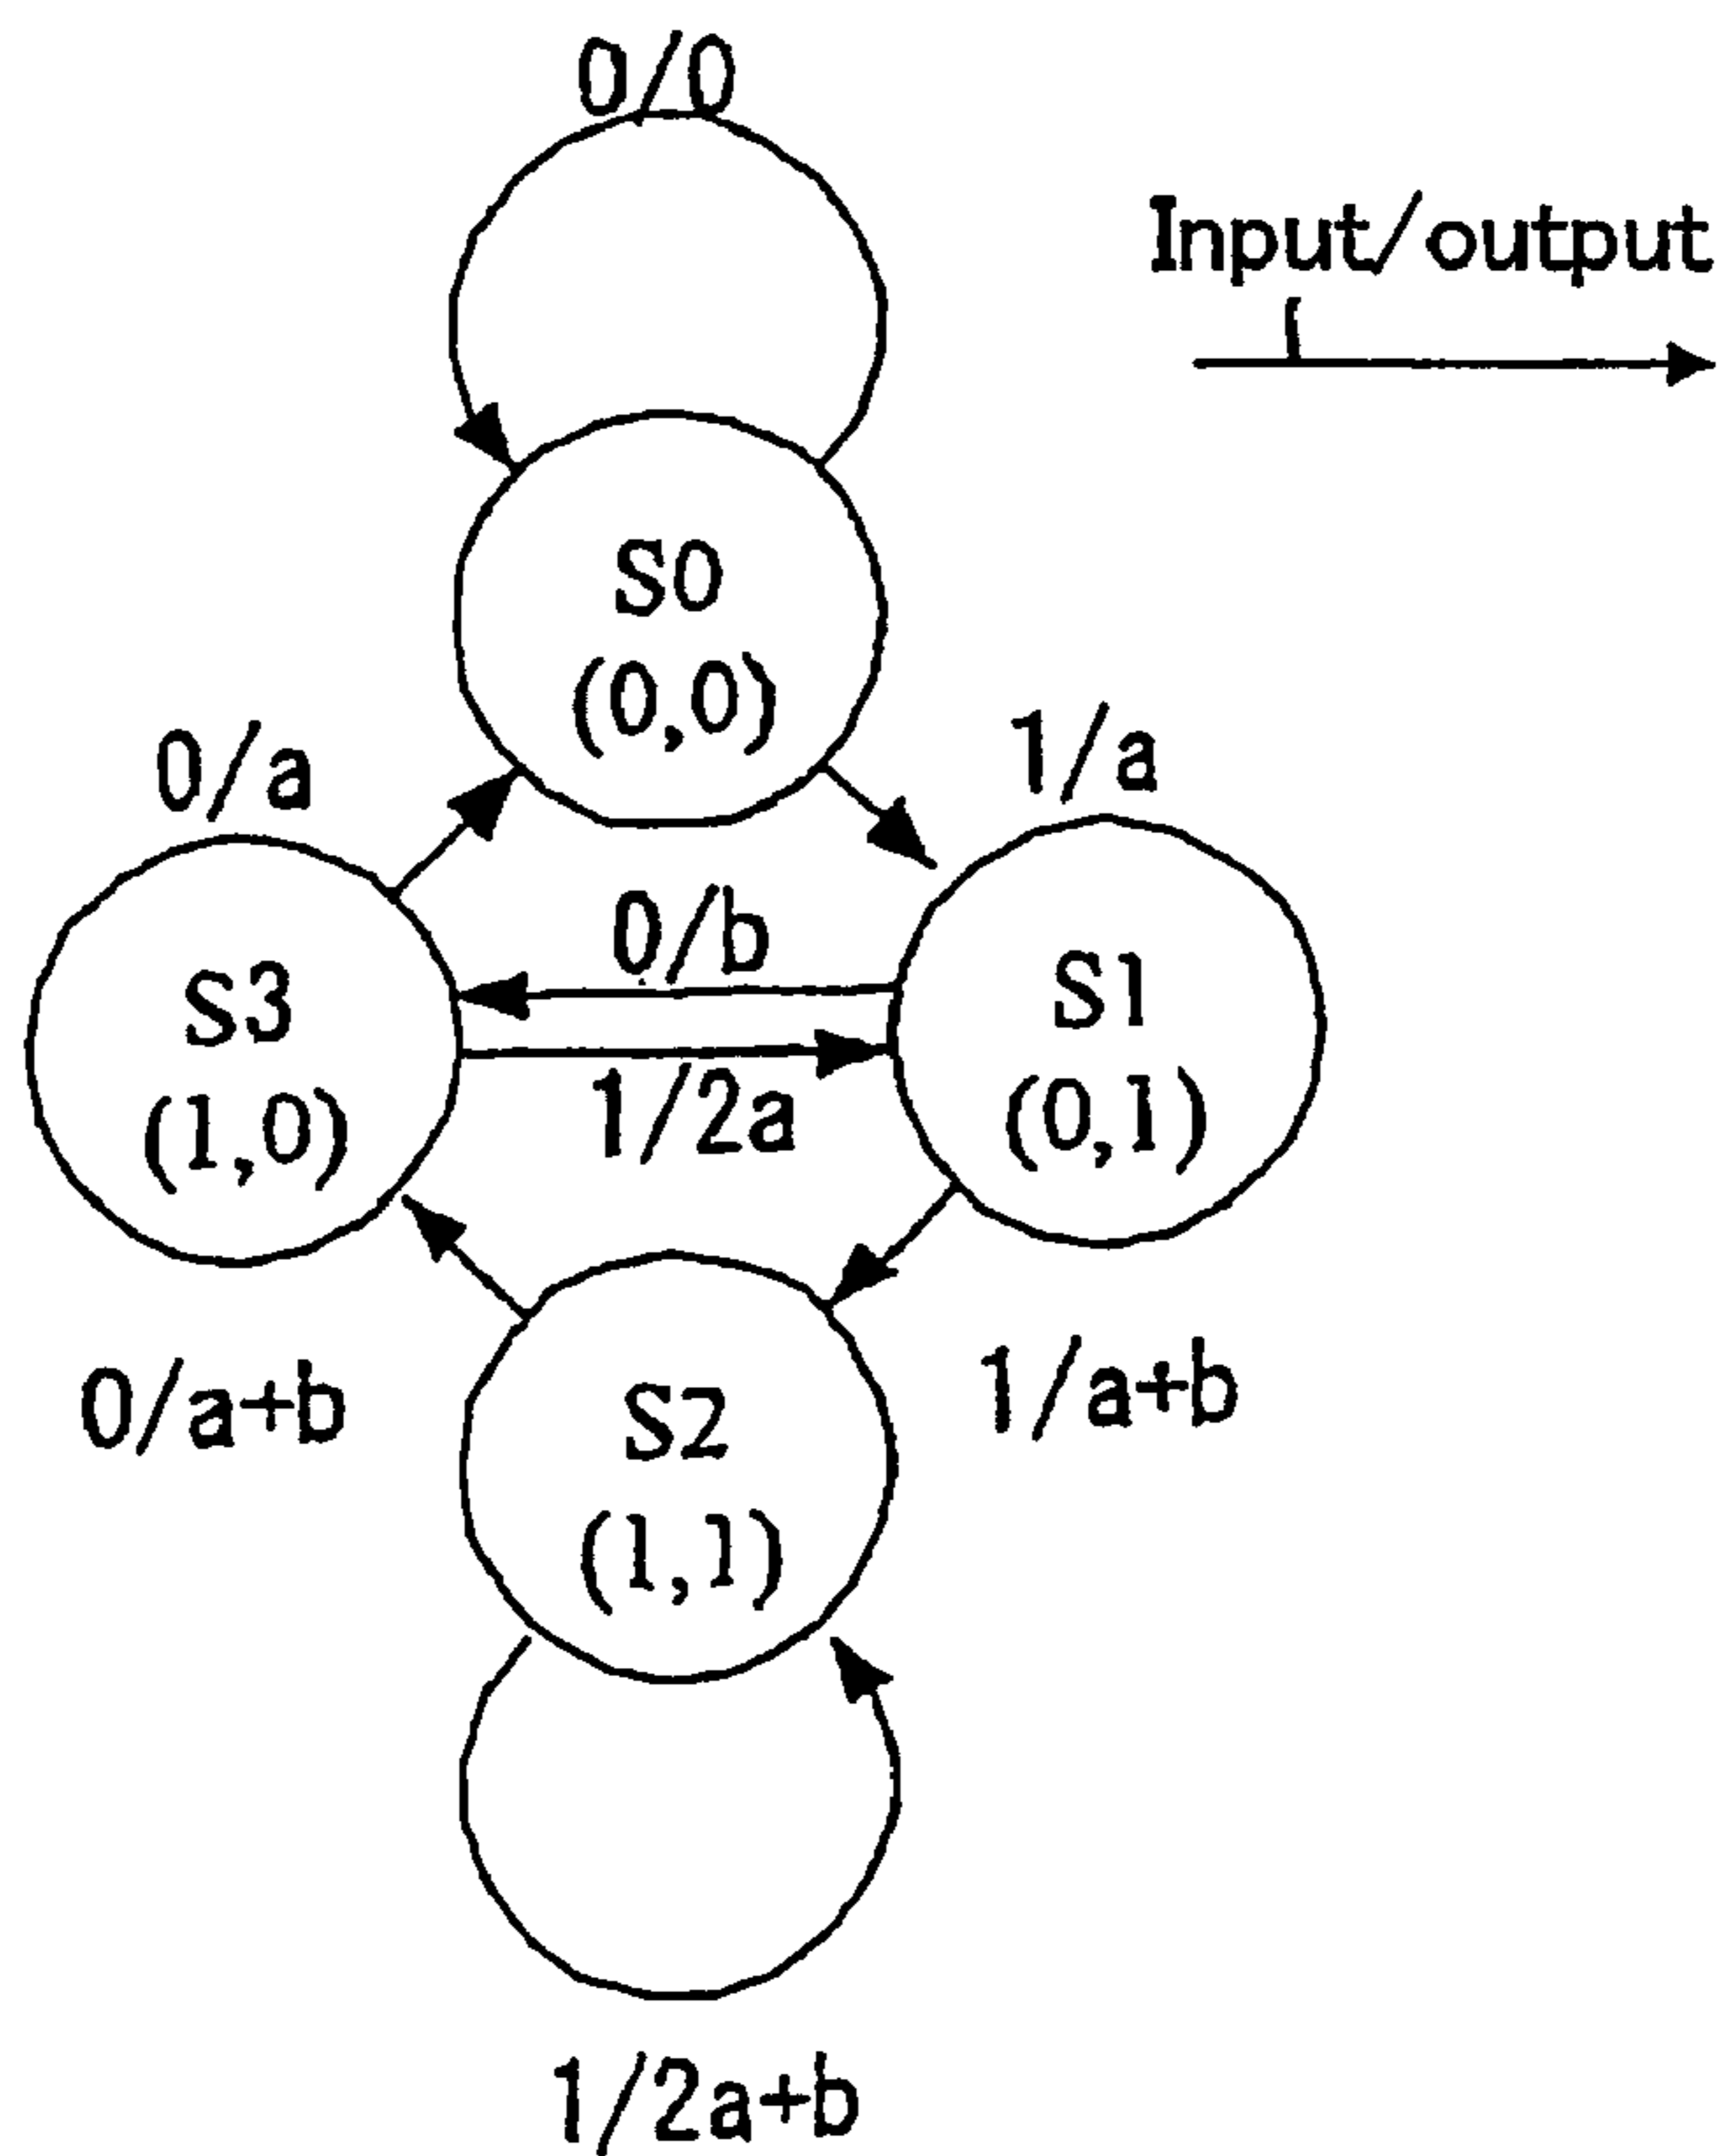 0/0
Input/output
S0
(0,0)
0/a
1/a
0/b
S3
(1,0)
S1
(0,1)
1/2a
0/a+b
1/a+b
S2
(1,1)
1/2a+b